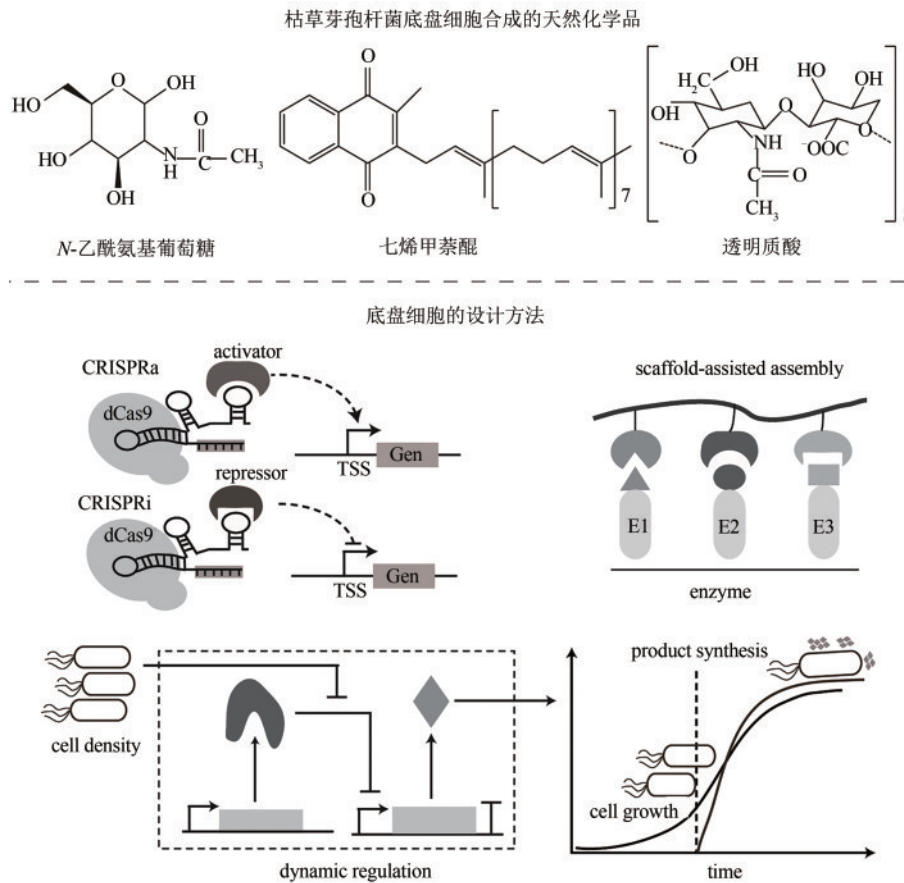 枯草芽孢杆菌底盘细胞合成的天然化学品
HO
O
OH
HO
OH
N
H
C
O
CH3
O
O
7
OH
H2C
OH
O
O
NH
C
O
CH3
HO
OH
-OOC
O
N-乙酰氨基葡糖
七烯甲萘醌
透明质酸
底盘细胞的设计方法
CRISPRa
activator
dCas9
TSS
Gen
CRISPRi
repressor
dCas9
TSS
Gen
scaffold-assisted assembly
E1
E2
E3
enzyme
cell density
dynamic regulation
product synthesis
cell growth
time